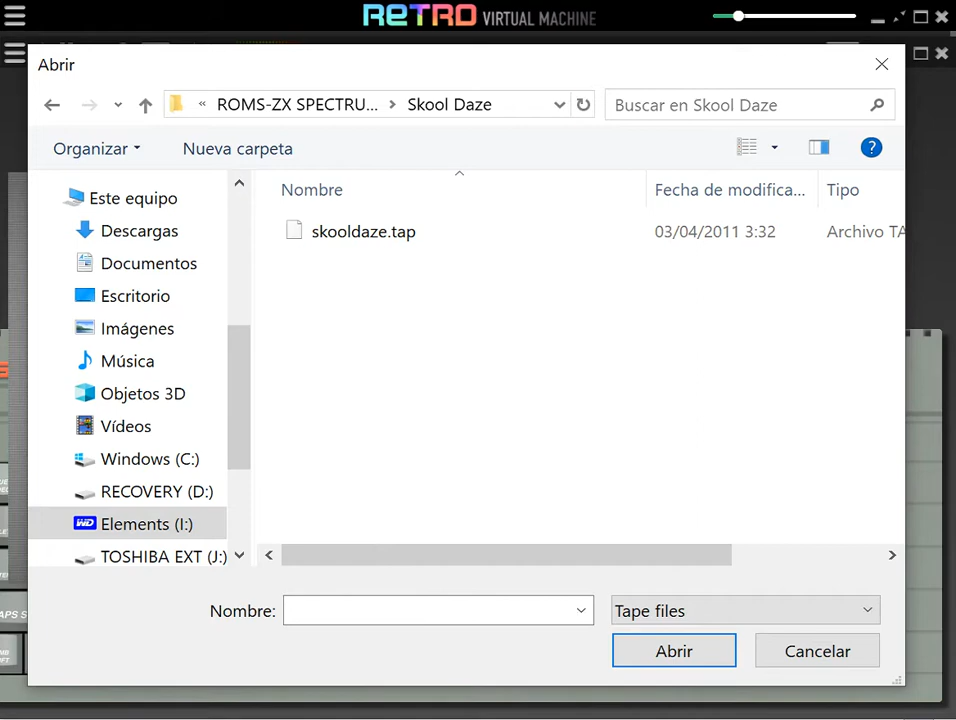 RETRO VIRTUAL MACHINE
Abrir
« ROMS-ZX SPECTRU... > Skool Daze
Buscar en Skool Daze
Organizar
Nueva carpeta
?
Este equipo
Descargas
Documentos
Escritorio
Imágenes
Música
Objetos 3D
Vídeos
Windows (C:)
RECOVERY (D:)
WD Elements (I:)
TOSHIBA EXT (J:)
Nombre
Fecha de modifica...
Tipo
skooldaze.tap
03/04/2011 3:32
Archivo TA
Nombre:
Tape files
Abrir
Cancelar
APS S